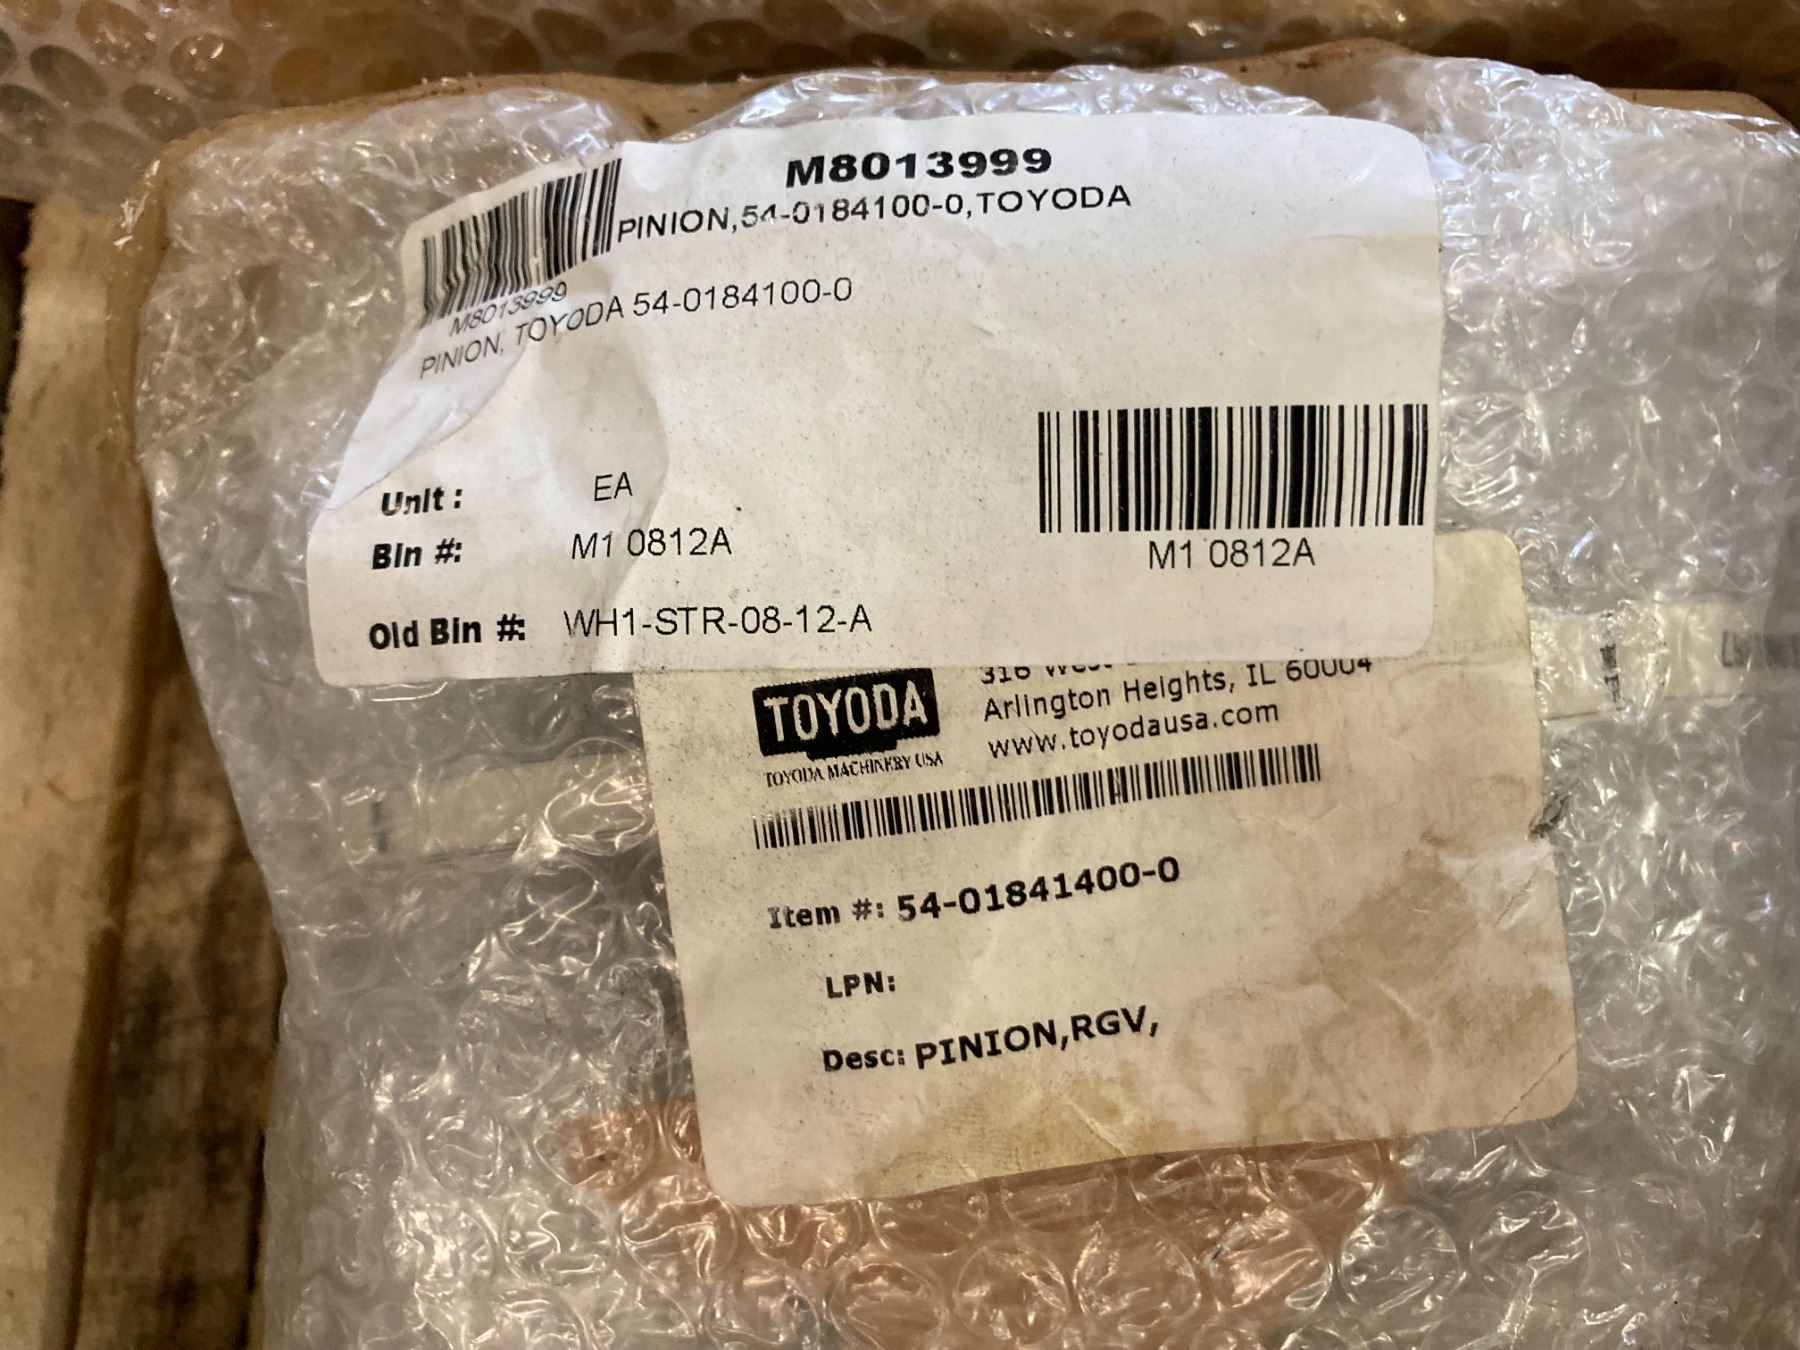 M8013999
PINION,54-0184100-0,TOYODA
M8013999
PINION, TOYODA 54-0184100-0
Unit : EA
Bin #: M1 0812A
M1 0812A
Old Bin #: WH1-STR-08-12-A
TOYODA
TOYODA MACHINERY USA
316 West
Arlington Heights, IL 60004
www.toyodausa.com
Item #: 54-01841400-0
LPN:
Desc: PINION,RGV,